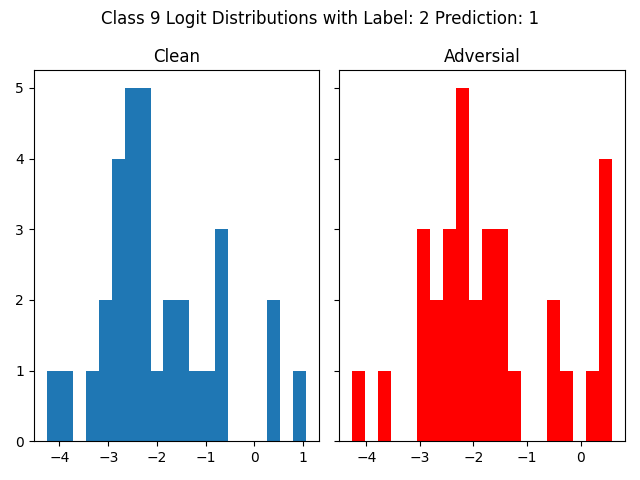 Class 9 Logit Distributions with Label: 2 Prediction: 1
Clean
Adversial
5
4
3
2
1
0
−4 −3 −2 −1 0 1
−4 −3 −2 −1 0